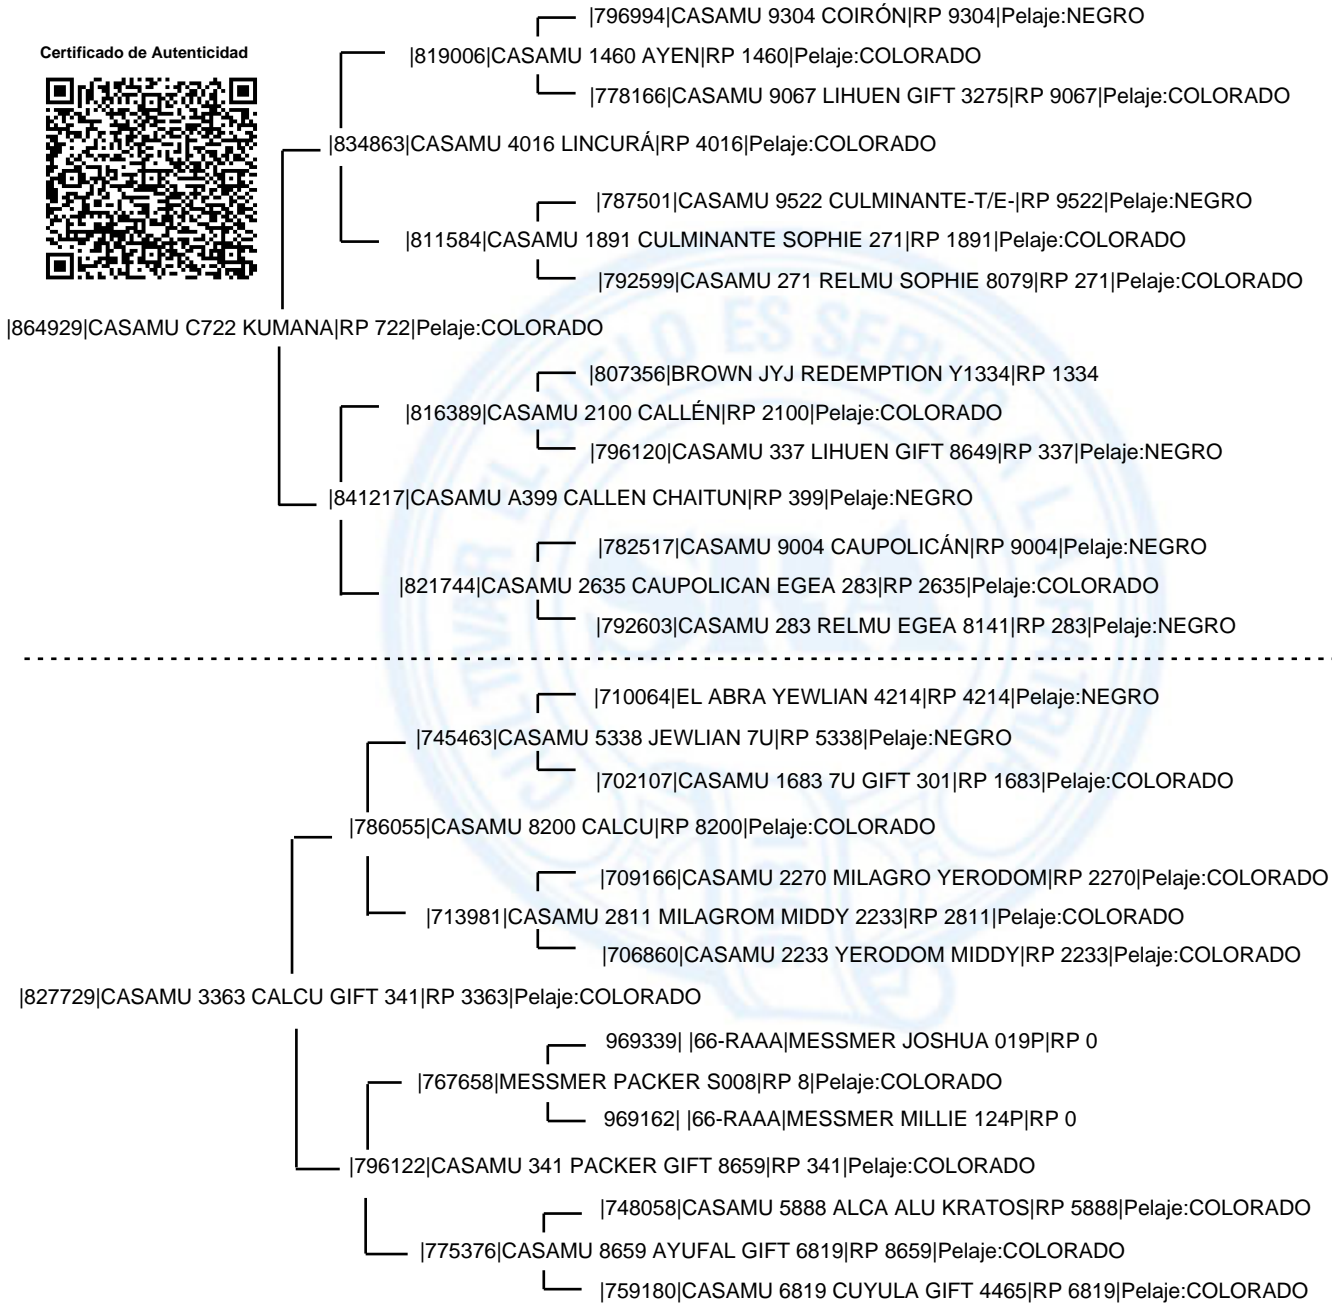 |796994|CASAMU 9304 COIRÓN|RP 9304|Pelaje:NEGRO
Certificado de Autenticidad
|819006|CASAMU 1460 AYEN|RP 1460|Pelaje:COLORADO
|778166|CASAMU 9067 LIHUEN GIFT 3275|RP 9067|Pelaje:COLORADO
|834863|CASAMU 4016 LINCURÁ|RP 4016|Pelaje:COLORADO
|787501|CASAMU 9522 CULMINANTE-T/E-|RP 9522|Pelaje:NEGRO
|811584|CASAMU 1891 CULMINANTE SOPHIE 271|RP 1891|Pelaje:COLORADO
|792599|CASAMU 271 RELMU SOPHIE 8079|RP 271|Pelaje:COLORADO
|864929|CASAMU C722 KUMANA|RP 722|Pelaje:COLORADO
|807356|BROWN JYJ REDEMPTION Y1334|RP 1334
|816389|CASAMU 2100 CALLÉN|RP 2100|Pelaje:COLORADO
|796120|CASAMU 337 LIHUEN GIFT 8649|RP 337|Pelaje:NEGRO
|841217|CASAMU A399 CALLEN CHAITUN|RP 399|Pelaje:NEGRO
|782517|CASAMU 9004 CAUPOLICÁN|RP 9004|Pelaje:NEGRO
|821744|CASAMU 2635 CAUPOLICAN EGEA 283|RP 2635|Pelaje:COLORADO
|792603|CASAMU 283 RELMU EGEA 8141|RP 283|Pelaje:NEGRO
|710064|EL ABRA YEWLIAN 4214|RP 4214|Pelaje:NEGRO
|745463|CASAMU 5338 JEWLIAN 7U|RP 5338|Pelaje:NEGRO
|702107|CASAMU 1683 7U GIFT 301|RP 1683|Pelaje:COLORADO
|786055|CASAMU 8200 CALCU|RP 8200|Pelaje:COLORADO
|709166|CASAMU 2270 MILAGRO YERODOM|RP 2270|Pelaje:COLORADO
|713981|CASAMU 2811 MILAGROM MIDDY 2233|RP 2811|Pelaje:COLORADO
|706860|CASAMU 2233 YERODOM MIDDY|RP 2233|Pelaje:COLORADO
|827729|CASAMU 3363 CALCU GIFT 341|RP 3363|Pelaje:COLORADO
969339| |66-RAAA|MESSMER JOSHUA 019P|RP 0
|767658|MESSMER PACKER S008|RP 8|Pelaje:COLORADO
969162| |66-RAAA|MESSMER MILLIE 124P|RP 0
|796122|CASAMU 341 PACKER GIFT 8659|RP 341|Pelaje:COLORADO
|748058|CASAMU 5888 ALCA ALU KRATOS|RP 5888|Pelaje:COLORADO
|775376|CASAMU 8659 AYUFAL GIFT 6819|RP 8659|Pelaje:COLORADO
|759180|CASAMU 6819 CUYULA GIFT 4465|RP 6819|Pelaje:COLORADO
CULTIVAR EL SUELO ES SERVIR A LA PATRIA
SRA